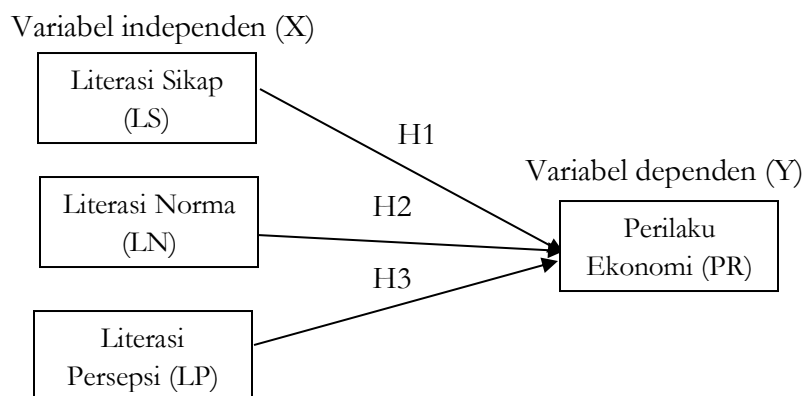 Variabel independen (X)
Literasi Sikap
(LS)
H1
Variabel dependen (Y)
Literasi Norma
(LN)
H2
Perilaku
Ekonomi (PR)
H3
Literasi
Persepsi (LP)